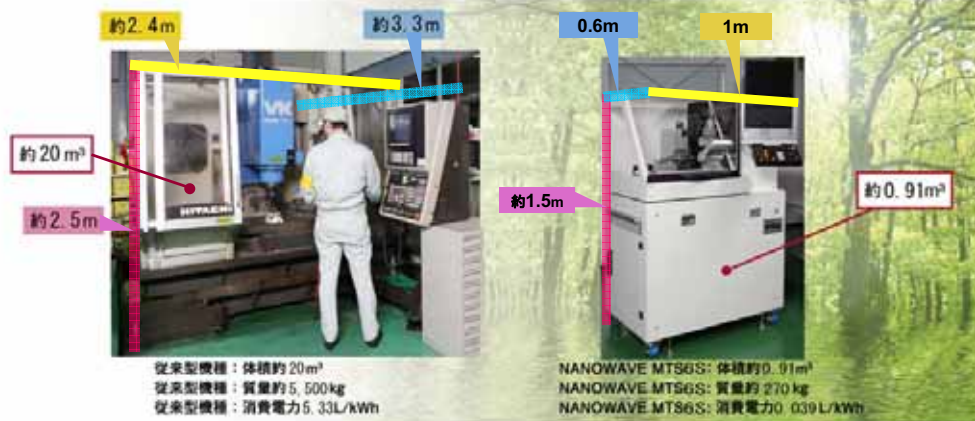 約2.4m
約3.3m
0.6m
1m
約20m³
VK
HITACHI
約2.5m
約1.5m
約0.91m³
従来型機種:体積約20m³
従来型機種:質量約5,500kg
従来型機種:消費電力5.33L/kWh
NANOWAVE MTS6S:体積約0.91m³
NANOWAVE MTS6S:質量約270kg
NANOWAVE MTS6S:消費電力0.039L/kWh